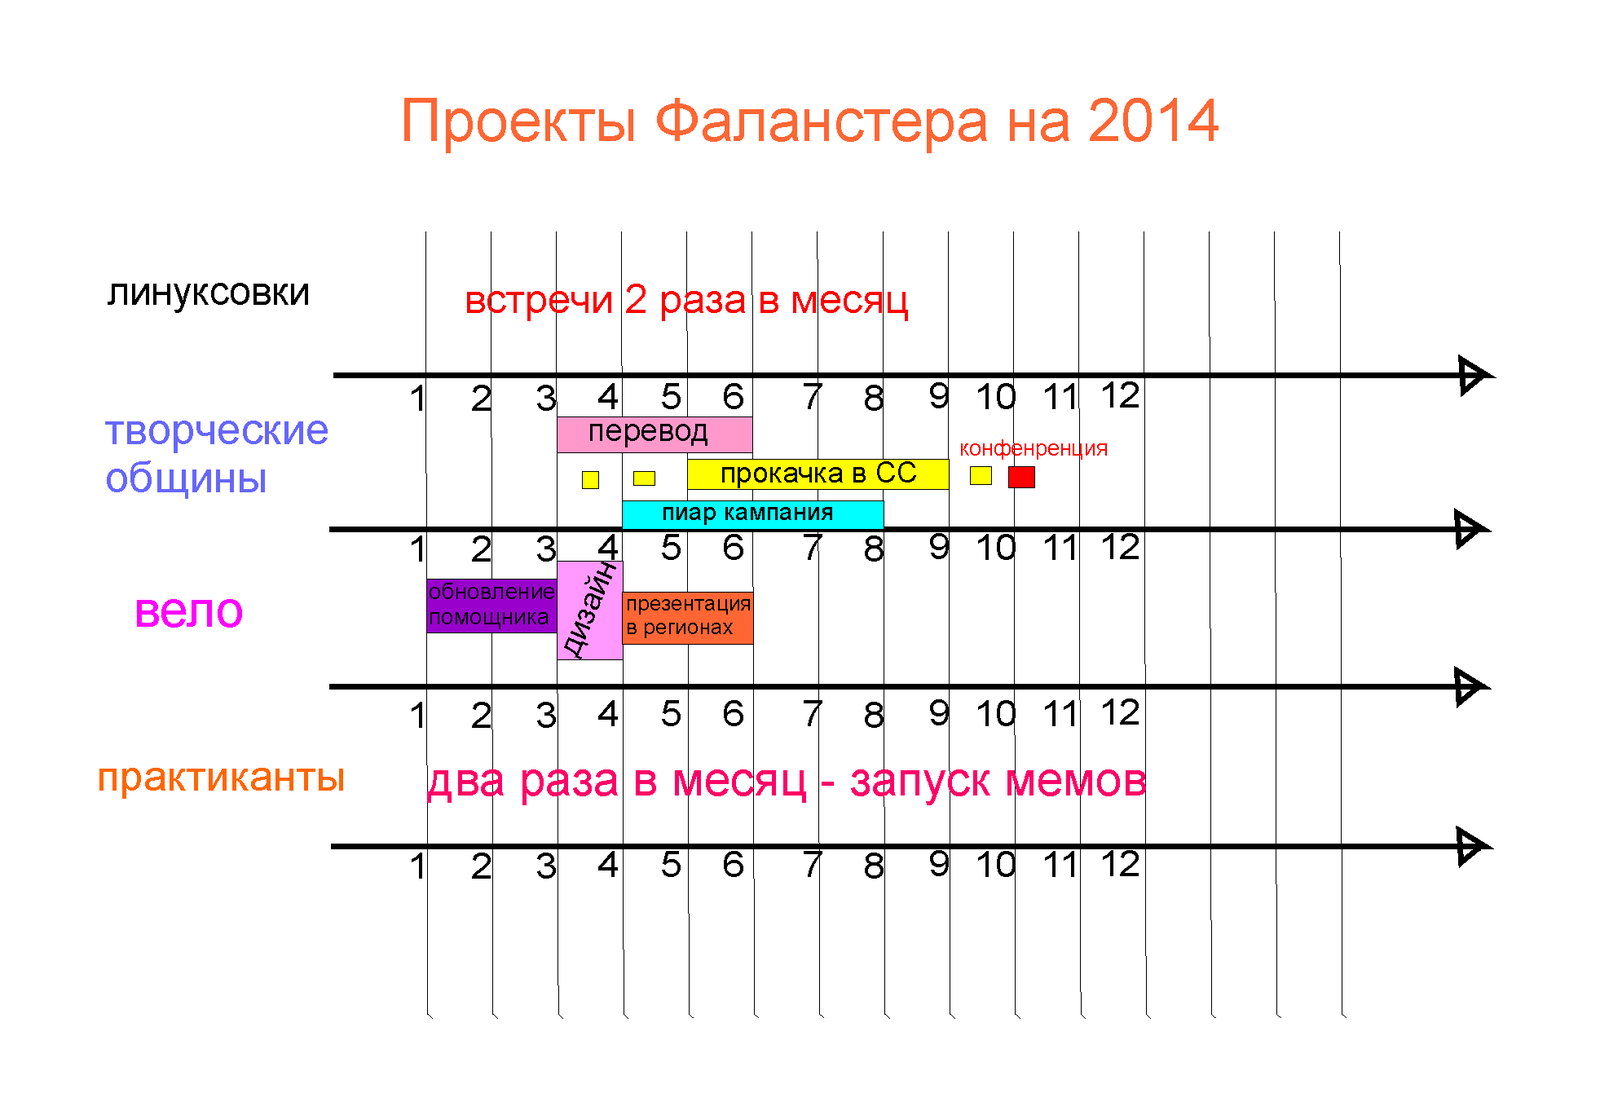 Проекты Фаланстера на 2014
линуксовки
встречи 2 раза в месяц
1 2 3 4 5 6 7 8 9 10 11 12
творческие
общины
перевод
конфенренция
прокачка в СС
пиар кампания
1 2 3 4 5 6 7 8 9 10 11 12
вело
обновление
помощника
дизайн
презентация
в регионах
1 2 3 4 5 6 7 8 9 10 11 12
практиканты
два раза в месяц - запуск мемов
1 2 3 4 5 6 7 8 9 10 11 12